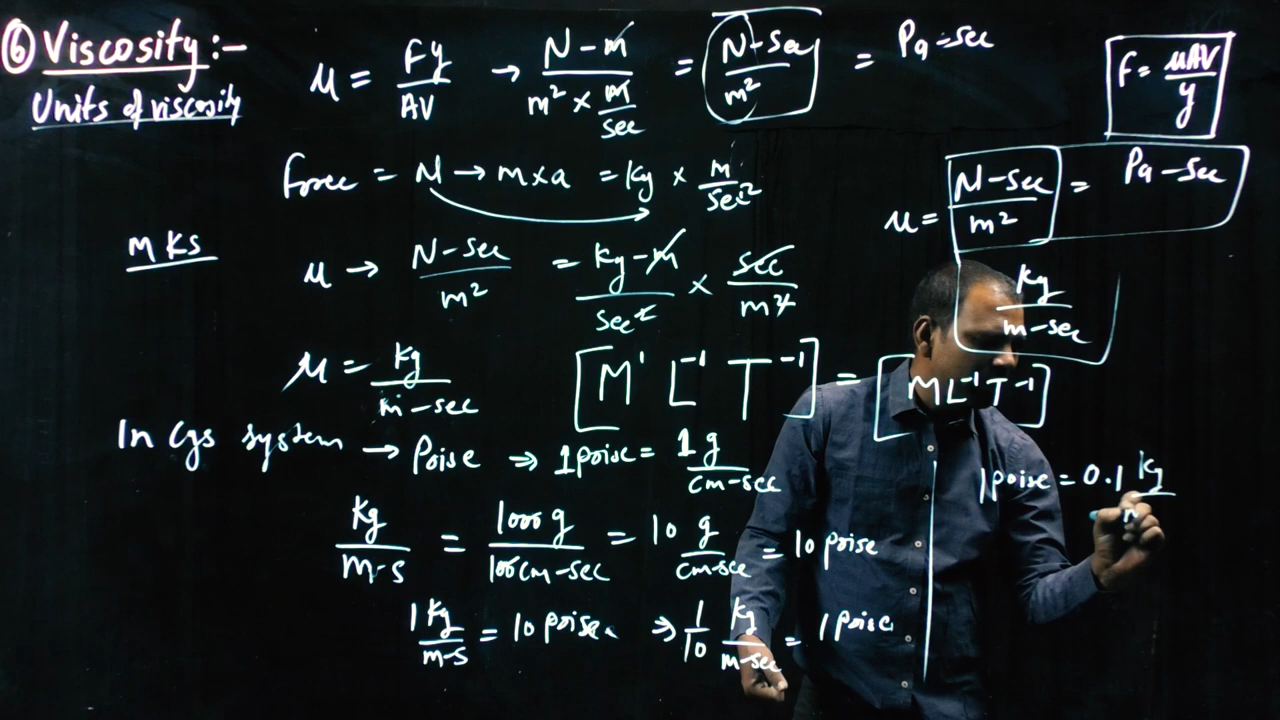 ⑥ Viscosity :-
Units of viscosity
μ = Fy/AV → N-m/(m² × m/sec) = N-sec/m² = Pa-sec
F = μAV/y
Force = N → m×a = kg × m/sec²
μ = N-sec/m² = Pa-sec
kg/m-sec
MKS
μ → N-sec/m² = kg-m/sec² × sec/m²
μ = kg/m-sec [M¹ L⁻¹ T⁻¹] = [ML⁻¹T⁻¹]
In Cgs system → Poise ⇒ 1 poise = 1g/cm-sec
1 poise = 0.1 kg/m
kg/m-s = 1000 g/100 cm-sec = 10 g/cm-sec = 10 poise
1 kg/m-s = 10 poise ⇒ 1/10 kg/m-sec = 1 poise